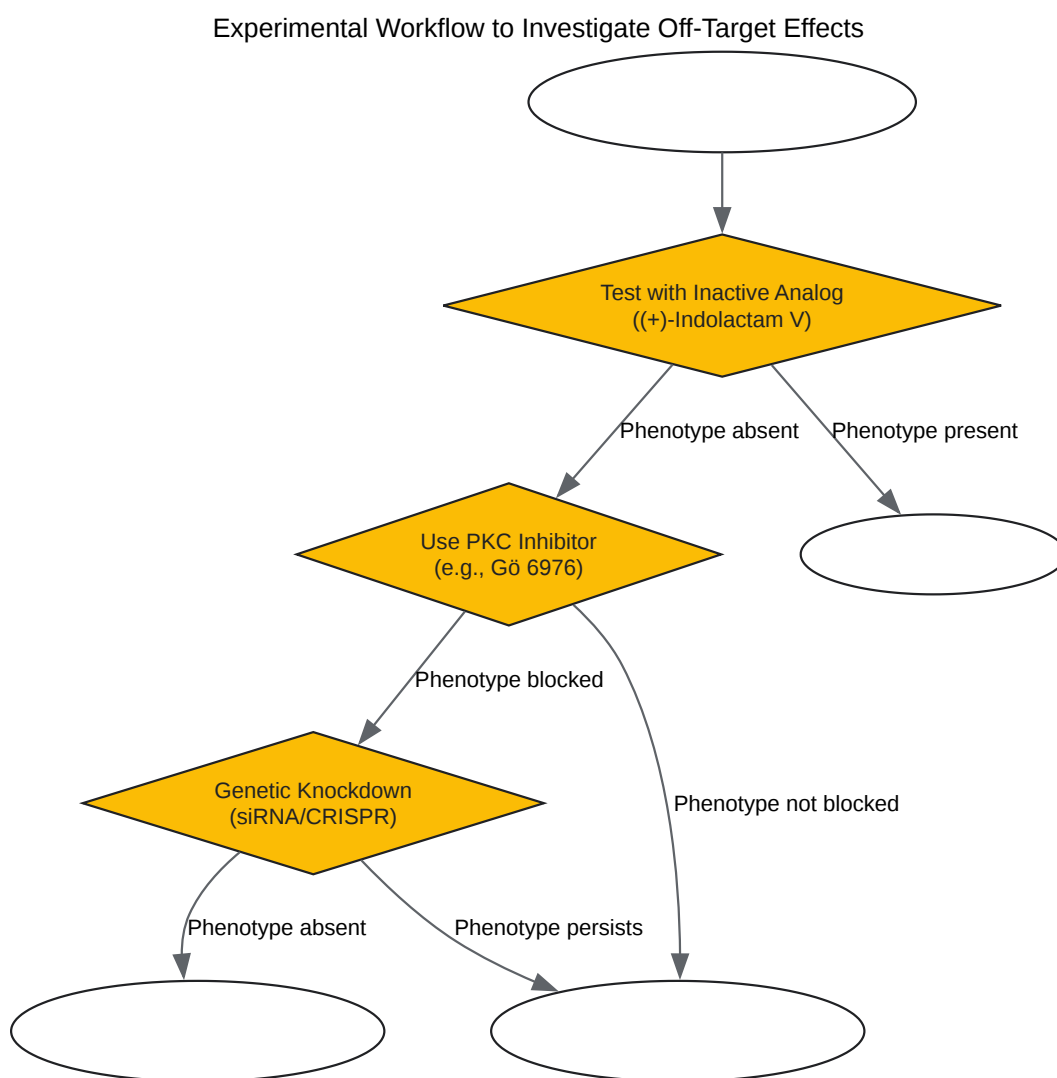 Experimental Workflow to Investigate Off-Target Effects
Test with Inactive Analog
((+)-Indolactam V)
Phenotype absent
Phenotype present
Use PKC Inhibitor
(e.g., Gö 6976)
Phenotype blocked
Genetic Knockdown
(siRNA/CRISPR)
Phenotype not blocked
Phenotype absent
Phenotype persists